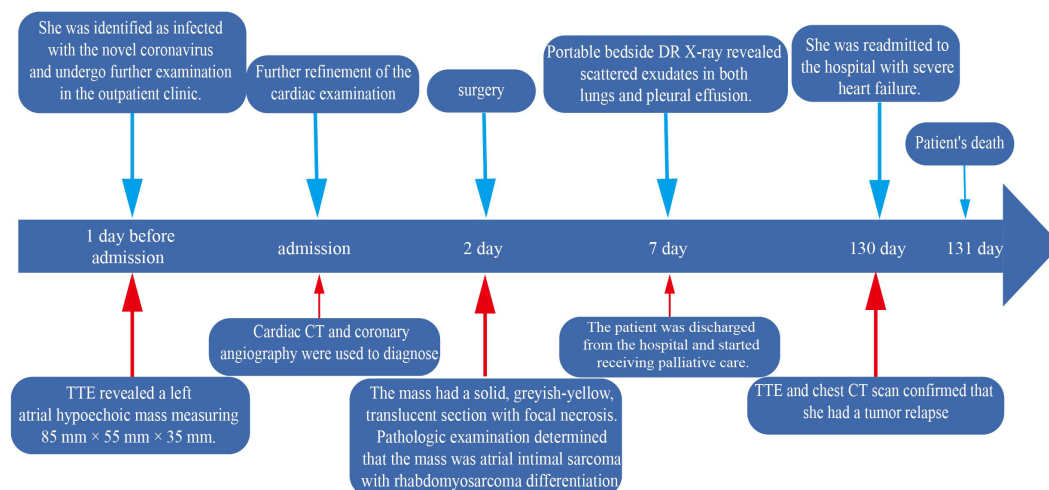 She was identified as infected
with the novel coronavirus
and undergo further examination
in the outpatient clinic.
Further refinement of the
cardiac examination
surgery
Portable bedside DR X-ray revealed
scattered exudates in both
lungs and pleural effusion.
She was readmitted to
the hospital with severe
heart failure.
Patient's death
1 day before
admission
admission
2 day
7 day
130 day
131 day
TTE revealed a left
atrial hypoechoic mass measuring
85 mm × 55 mm × 35 mm.
Cardiac CT and coronary
angiography were used to diagnose
The mass had a solid, greyish-yellow,
translucent section with focal necrosis.
Pathologic examination determined
that the mass was atrial intimal sarcoma
with rhabdomyosarcoma differentiation
The patient was discharged
from the hospital and started
receiving palliative care.
TTE and chest CT scan confirmed that
she had a tumor relapse